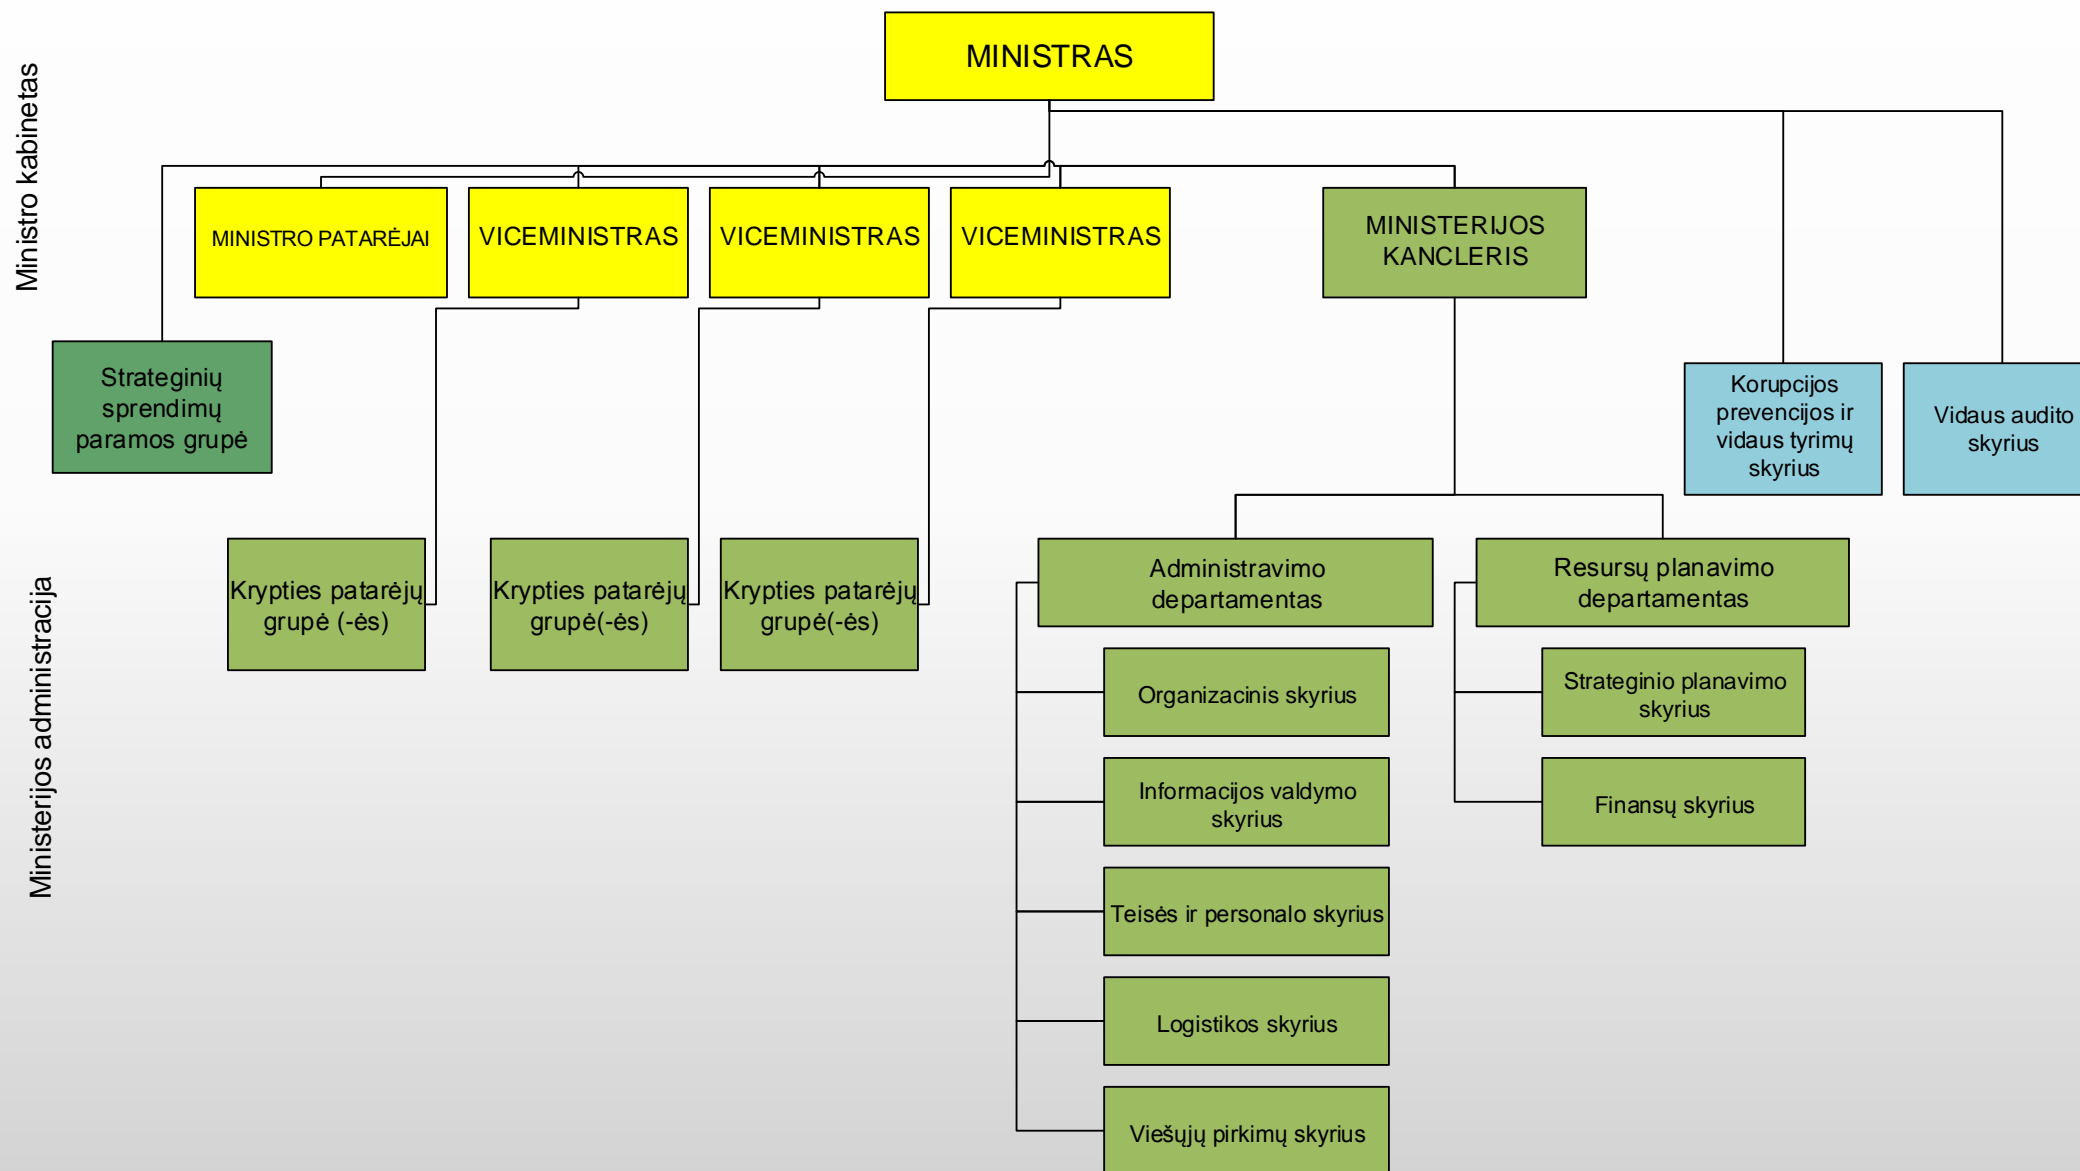 Ministro kabinetas
MINISTRAS
MINISTRO PATARĖJAI
VICEMINISTRAS
VICEMINISTRAS
VICEMINISTRAS
MINISTERIJOS
KANCLERIS
Strateginių
sprendimų
paramos grupė
Korupcijos
prevencijos ir
vidaus tyrimų
skyrius
Vidaus audito
skyrius
Ministerijos administracija
Krypties patarėjų
grupė (-ės)
Krypties patarėjų
grupė(-ės)
Krypties patarėjų
grupė(-ės)
Administravimo
departamentas
Resursų planavimo
departamentas
Organizacinis skyrius
Strateginio planavimo
skyrius
Informacijos valdymo
skyrius
Finansų skyrius
Teisės ir personalo skyrius
Logistikos skyrius
Viešųjų pirkimų skyrius